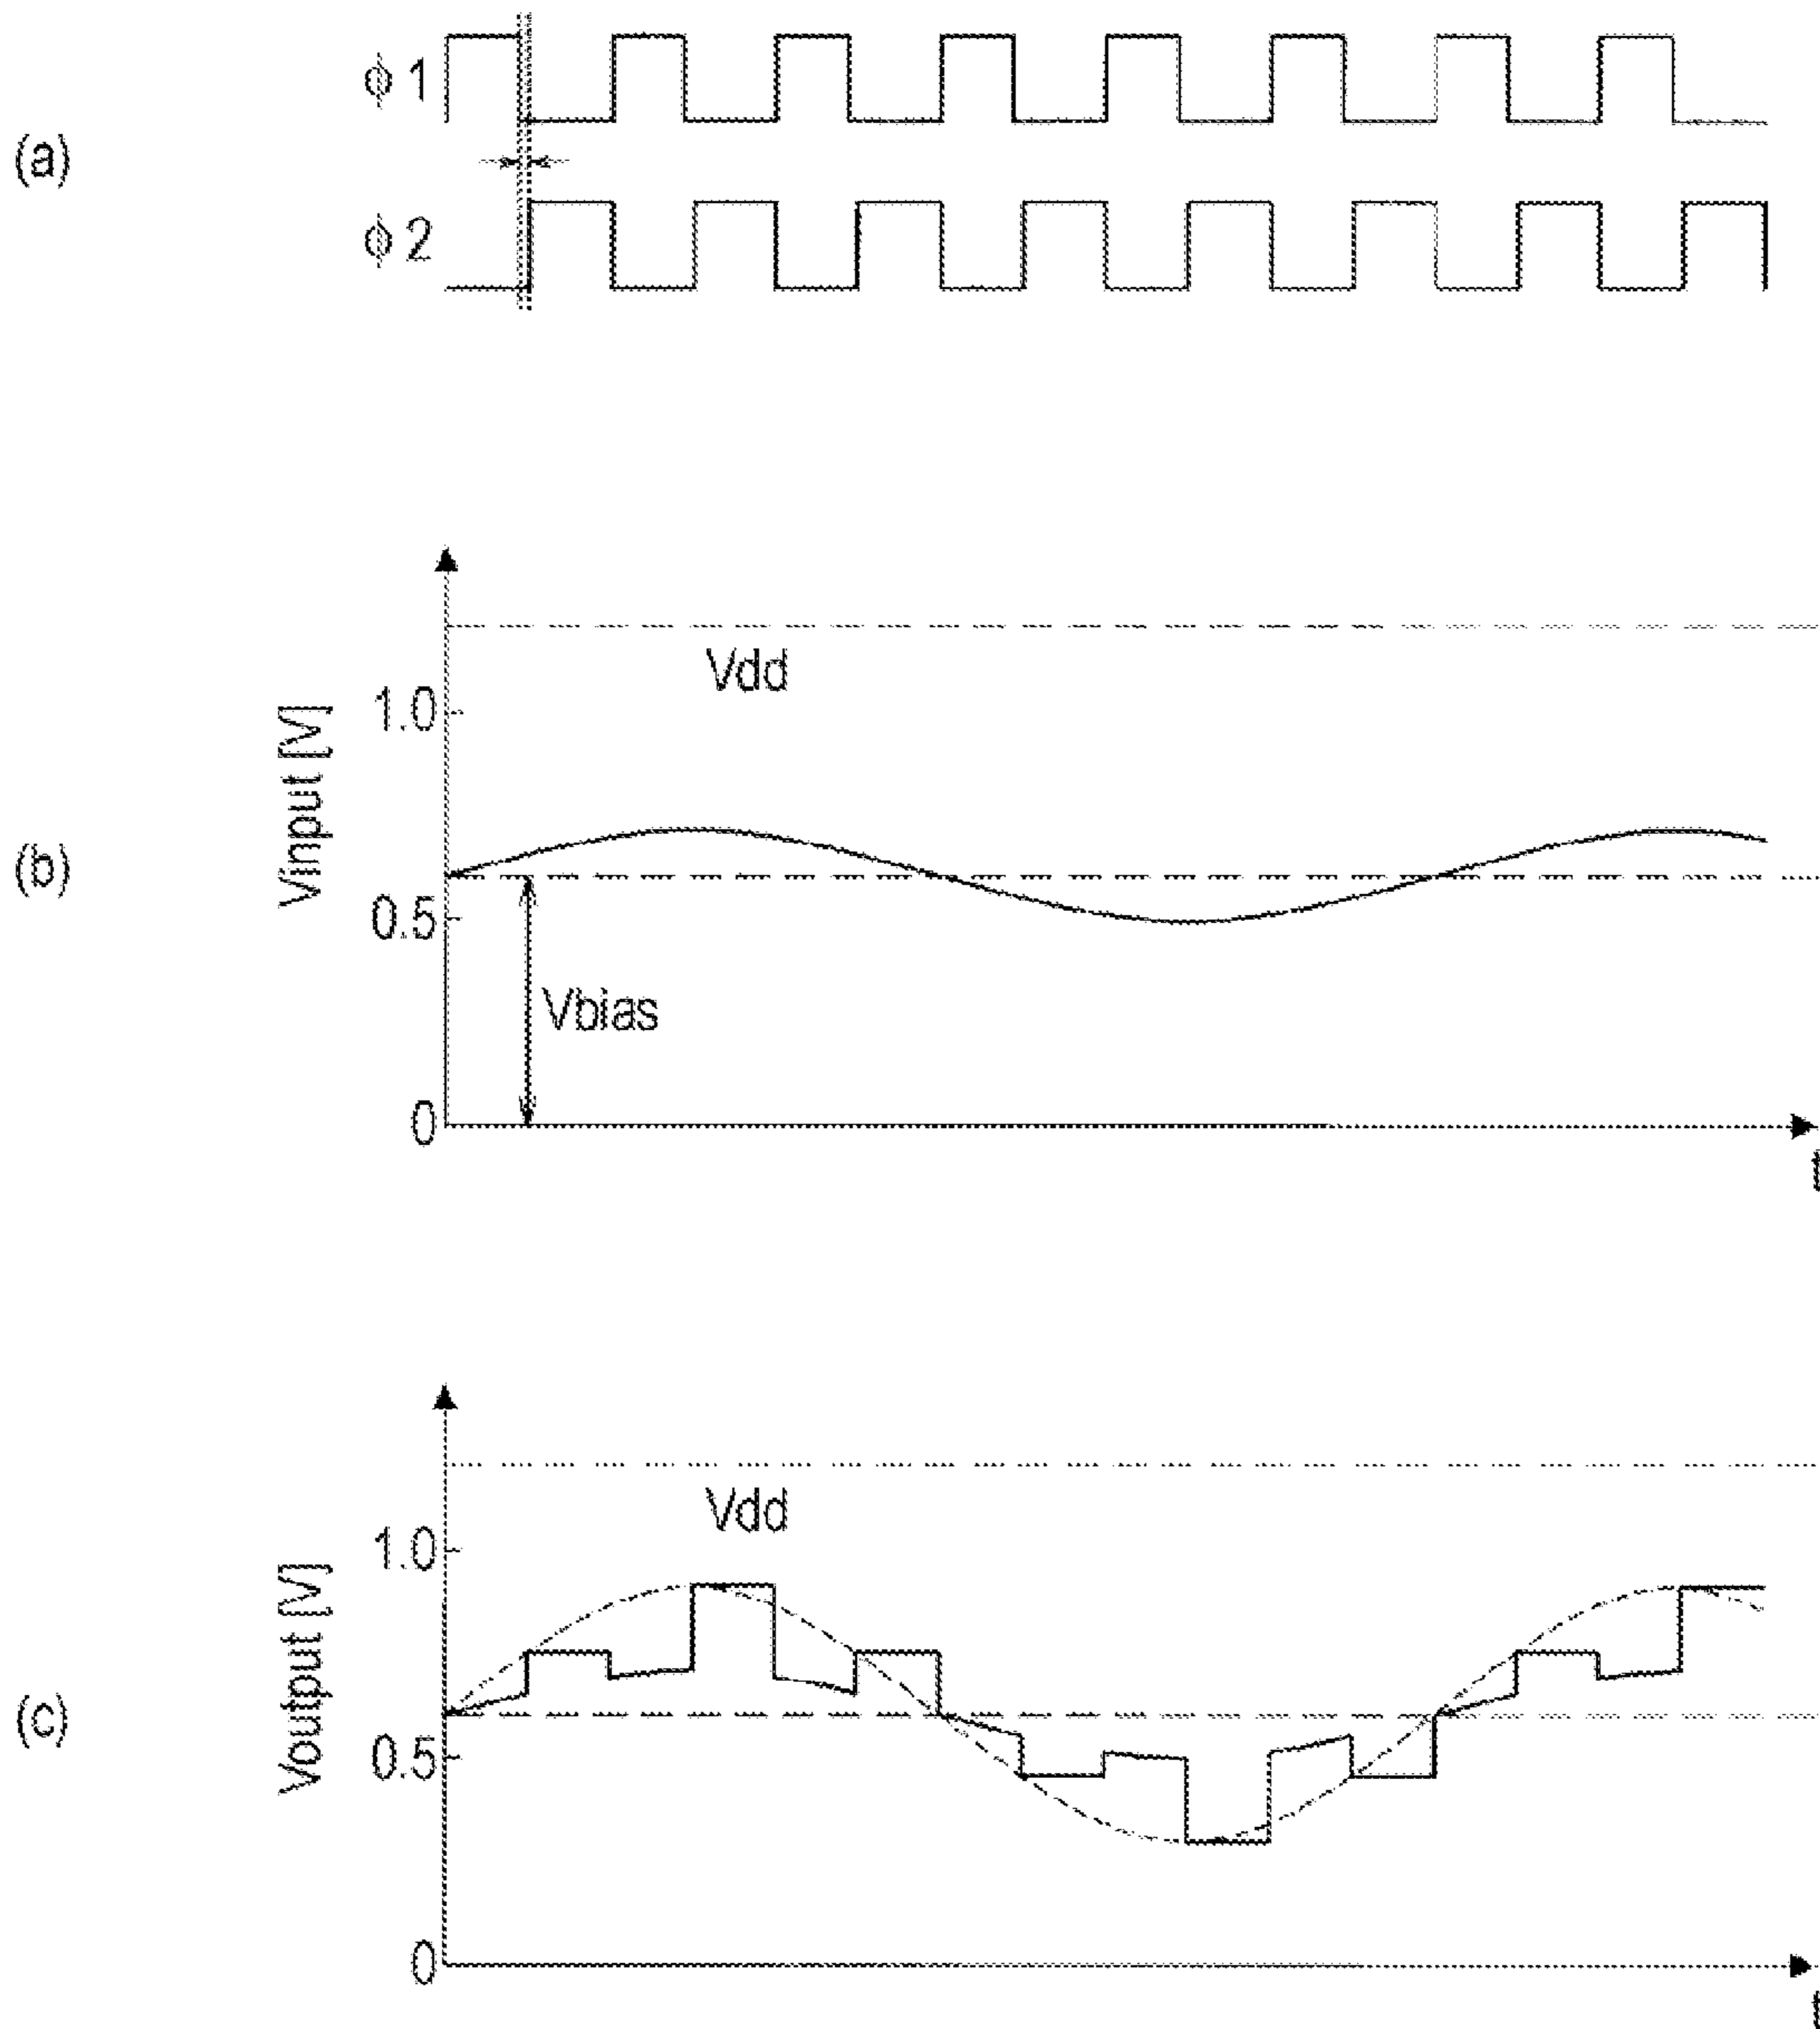 (a)
ϕ1
ϕ2
(b)
Vinput [V]
Vdd
1.0
0.5
Vbias
0
t
(c)
Voutput [V]
Vdd
1.0
0.5
0
t